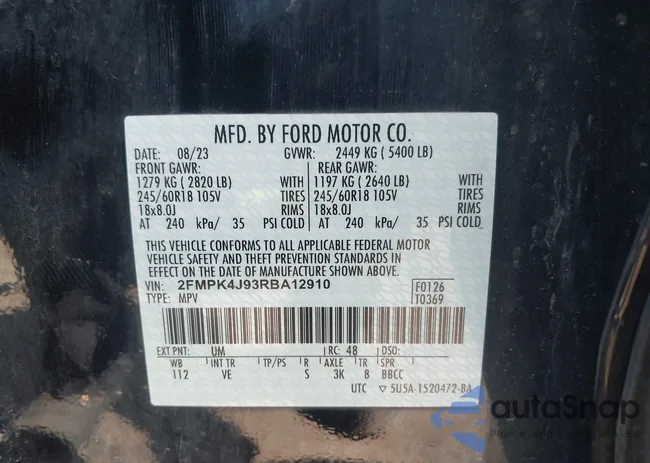 MFD. BY FORD MOTOR CO.
DATE: 08/23 GVWR: 2449 KG ( 5400 LB)
FRONT GAWR: REAR GAWR:
1279 KG ( 2820 LB) WITH 1197 KG ( 2640 LB) WITH
245/60R18 105V TIRES 245/60R18 105V TIRES
18x8.0J RIMS 18x8.0J RIMS
AT 240 kPa/ 35 PSI COLD AT 240 kPa/ 35 PSI COLD
THIS VEHICLE CONFORMS TO ALL APPLICABLE FEDERAL MOTOR
VEHICLE SAFETY AND THEFT PREVENTION STANDARDS IN
EFFECT ON THE DATE OF MANUFACTURE SHOWN ABOVE.
VIN: 2FMPK4J93RBA12910 F0126
TYPE: MPV T0369
EXT PNT: UM RC: 48 DSO:
WB INT TR TP/PS R AXLE TR SPR
112 VE S 3K 8 BBCC
UTC ▽ 5U5A-1520472-BA
autoSnap